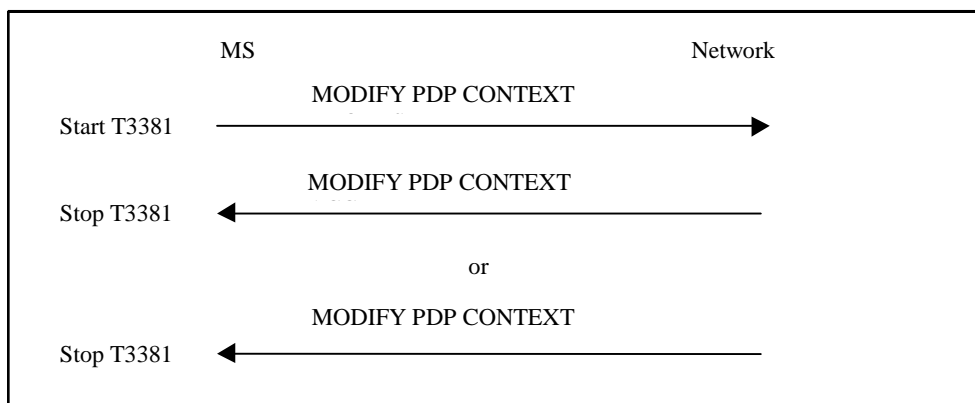 MS Network
MODIFY PDP CONTEXT
Start T3381
MODIFY PDP CONTEXT
Stop T3381
or
MODIFY PDP CONTEXT
Stop T3381